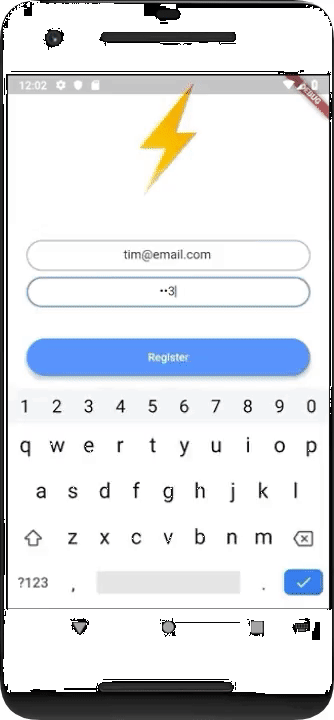 12:02
DEBUG
tim@email.com
••3
Register
1 2 3 4 5 6 7 8 9 0
q w e r t y u i o p
a s d f g h j k l
z x c v b n m
?123 , .